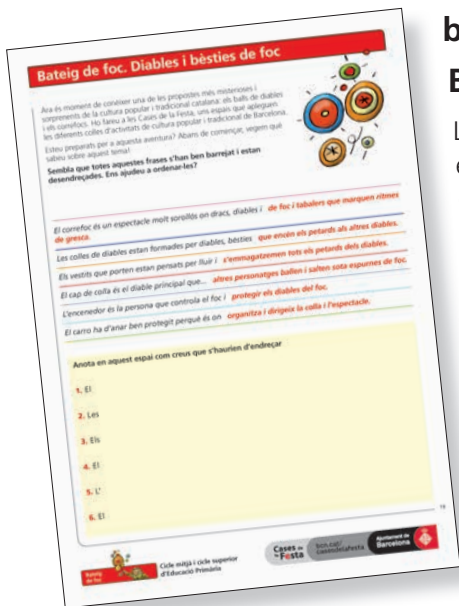 Bateig de foc. Diables i bèsties de foc
Ara és moment de conèixer una de les propostes més misterioses i
sorprenents de la cultura popular i tradicional catalana: els balls de diables
i els correfocs. Ho fareu a les Cases de la Festa, uns espais que apleguen
les diferents colles d'activitats de cultura popular i tradicional de Barcelona.
Esteu preparats per a aquesta aventura? Abans de començar, vegem què
sabeu sobre aquest tema!
Sembla que totes aquestes frases s'han ben barrejat i estan
desendreçades. Ens ajudeu a ordenar-les?
El correfoc és un espectacle molt sorollós on dracs, diables i de foc i tabalers que marquen ritmes
de gresca.
Les colles de diables estan formades per diables, bèsties que encén els petards als altres diables.
Els vestits que porten estan pensats per lluir i s'emmagatzemen tots els petards dels diables.
El cap de colla és el diable principal que... altres personatges ballen i salten sota espurnes de foc.
L'encenedor és la persona que controla el foc i protegir els diables del foc.
El carro ha d'anar ben protegit perquè és on organitza i dirigeix la colla i l'espectacle.
Anota en aquest espai com creus que s'haurien d'endreçar
1. El
2. Les
3. Els
4. El
5. L'
6. El
Bateig
de foc
Cicle mitjà i cicle superior
d'Educació Primària
Cases de
la Festa
bcn.cat/
casesdelafesta
Ajuntament de
Barcelona
b
E
L
e